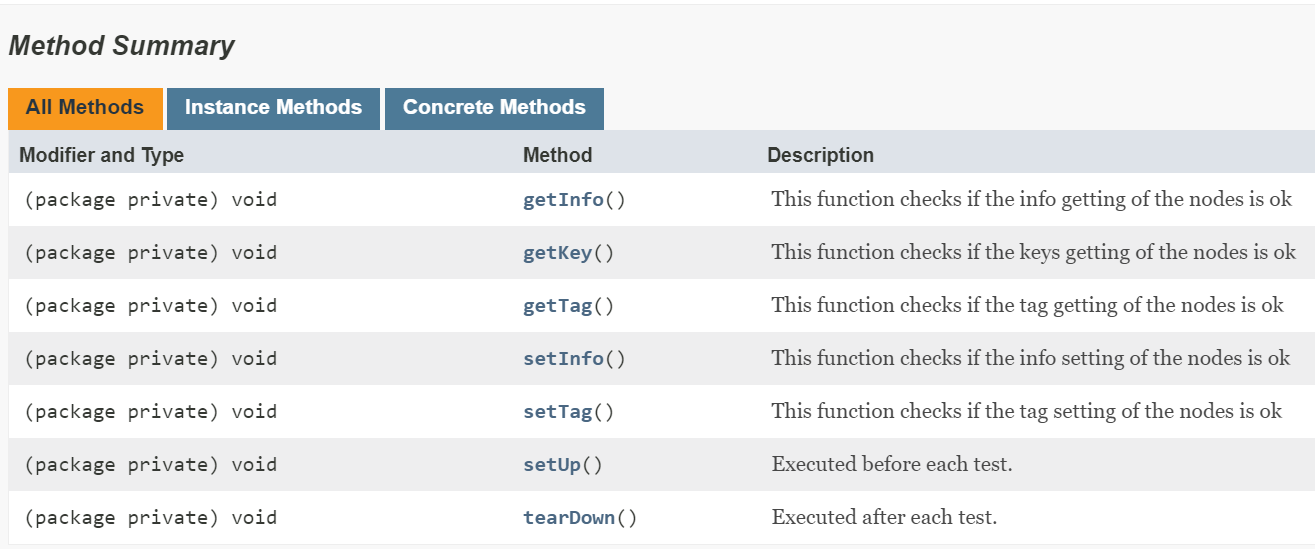 Method Summary
All Methods Instance Methods Concrete Methods
Modifier and Type Method Description
(package private) void getInfo() This function checks if the info getting of the nodes is ok
(package private) void getKey() This function checks if the keys getting of the nodes is ok
(package private) void getTag() This function checks if the tag getting of the nodes is ok
(package private) void setInfo() This function checks if the info setting of the nodes is ok
(package private) void setTag() This function checks if the tag setting of the nodes is ok
(package private) void setUp() Executed before each test.
(package private) void tearDown() Executed after each test.